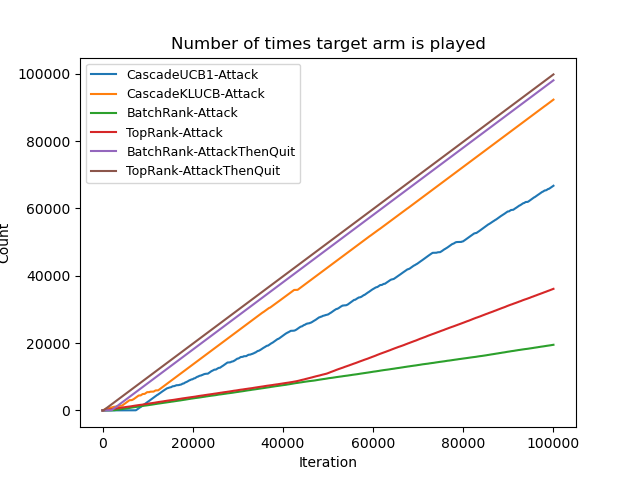 Number of times target arm is played
100000
80000
60000
40000
20000
0
Count
CascadeUCB1-Attack
CascadeKLUCB-Attack
BatchRank-Attack
TopRank-Attack
BatchRank-AttackThenQuit
TopRank-AttackThenQuit
0 20000 40000 60000 80000 100000
Iteration